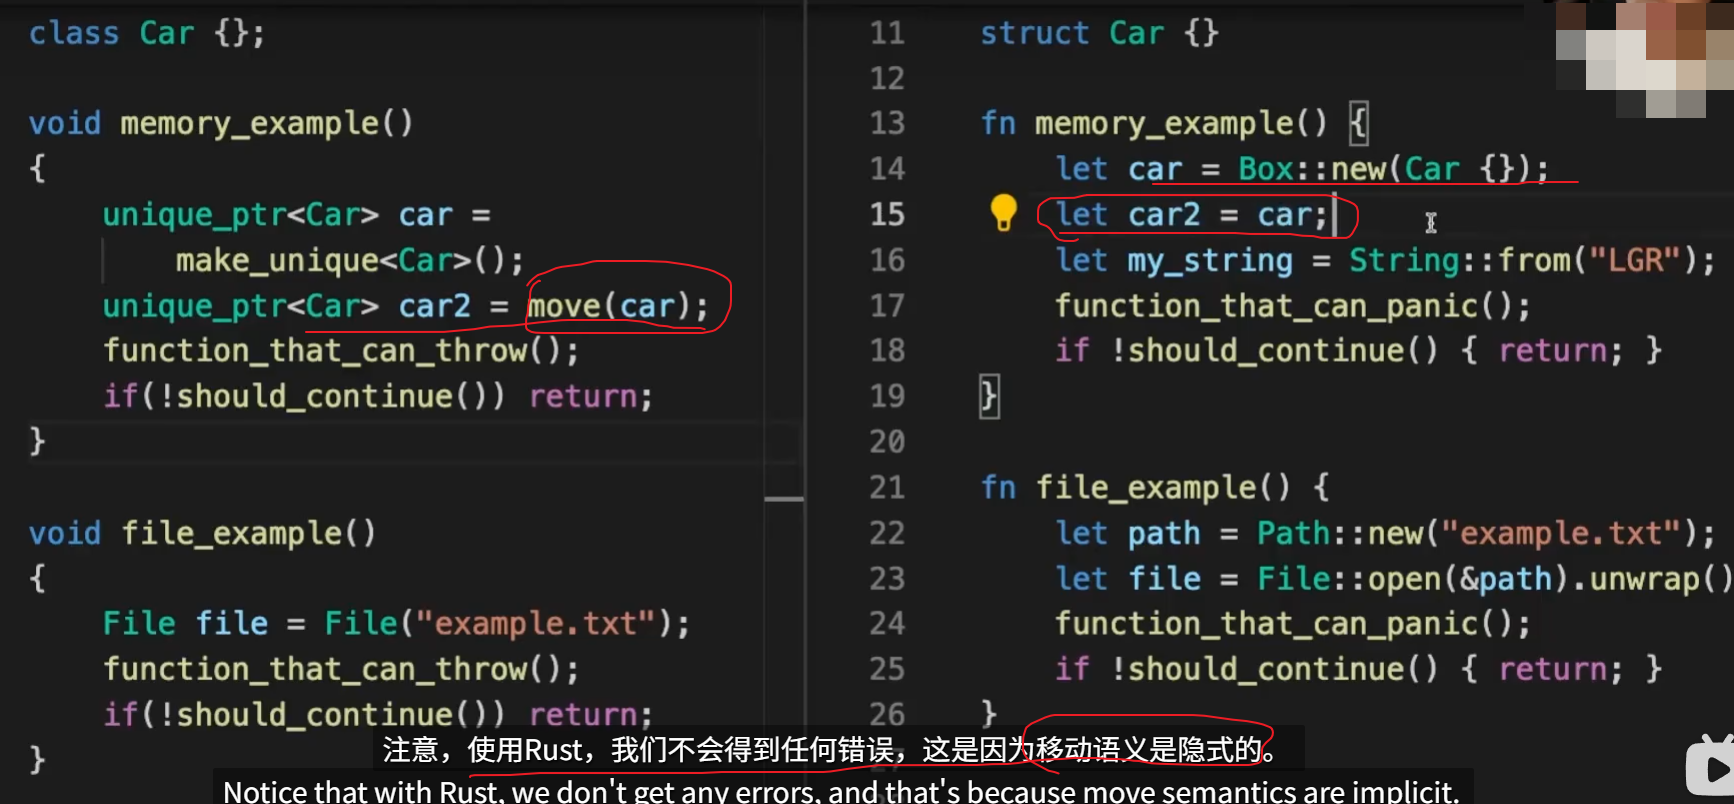 class Car {};
void memory_example()
{
unique_ptr<Car> car =
make_unique<Car>();
unique_ptr<Car> car2 = move(car);
function_that_can_throw();
if(!should_continue()) return;
}
void file_example()
{
File file = File("example.txt");
function_that_can_throw();
if(!should_continue()) return;
}
11 struct Car {}
12
13 fn memory_example() {
14 let car = Box::new(Car {});
15 let car2 = car;
16 let my_string = String::from("LGR");
17 function_that_can_panic();
18 if !should_continue() { return; }
19 }
20
21 fn file_example() {
22 let path = Path::new("example.txt");
23 let file = File::open(&path).unwrap()
24 function_that_can_panic();
25 if !should_continue() { return; }
26 }
27
注意，使用Rust，我们不会得到任何错误，这是因为移动语义是隐式的。
Notice that with Rust, we don't get any errors, and that's because move semantics are implicit.